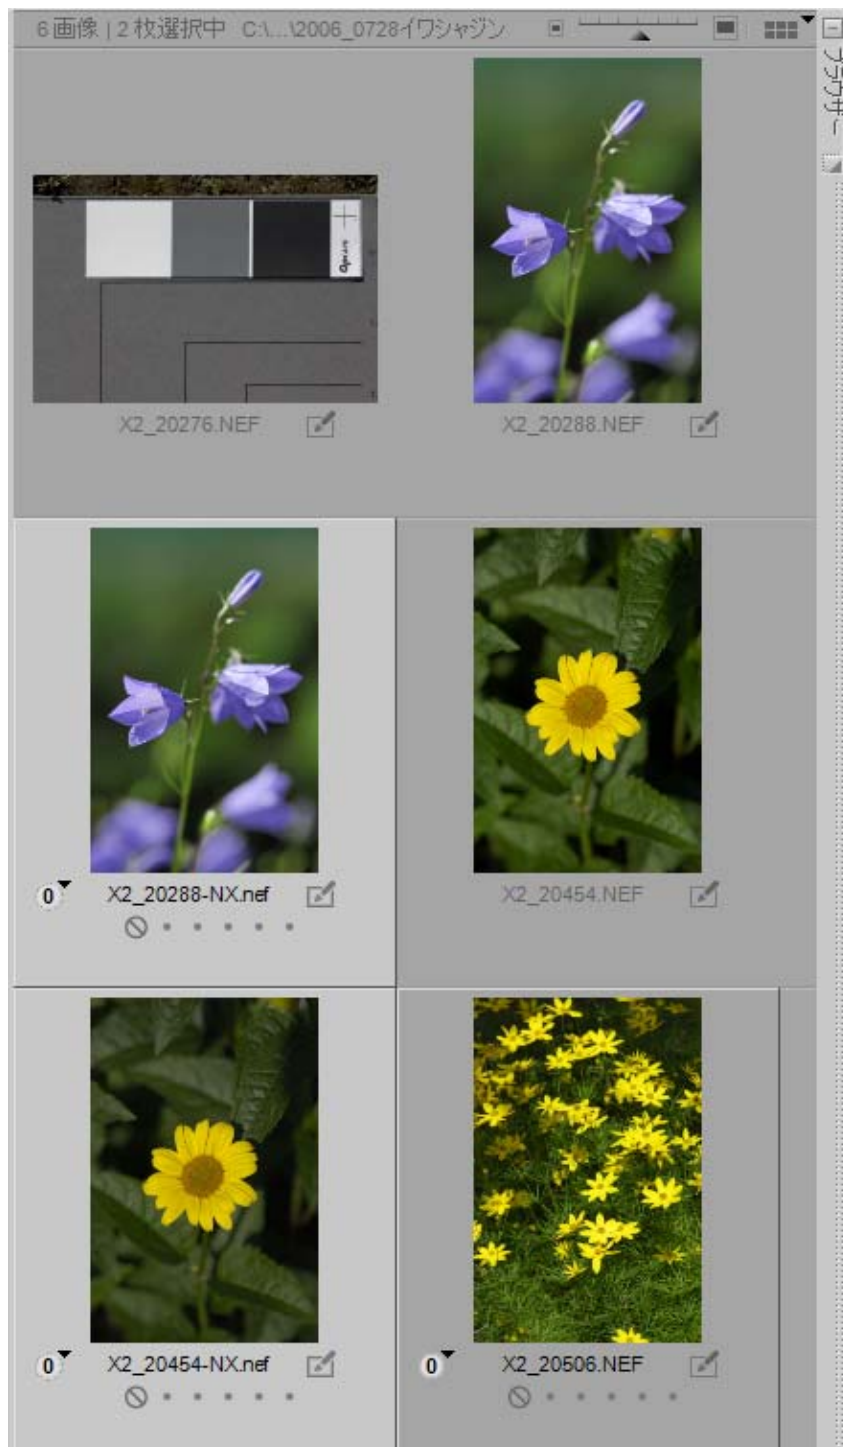 6 画像 | 2 枚選択中 C:\...\2006_0728イワシャジン
ブラウザー
X2_20276.NEF
X2_20288.NEF
0 X2_20288-NX.nef
X2_20454.NEF
0 X2_20454-NX.nef
0 X2_20506.NEF